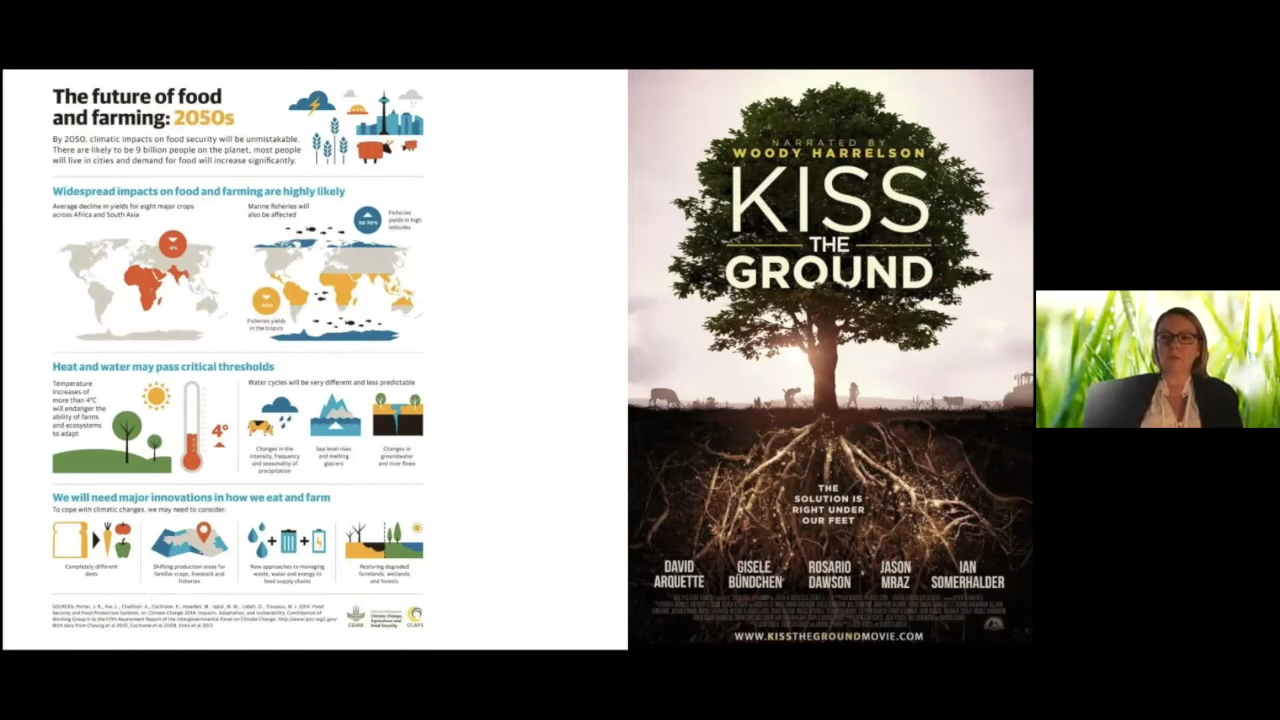 The future of food
and farming: 2050s
By 2050, climatic impacts on food security will be unmistakable.
There are likely to be 9 billion people on the planet, most people
will live in cities and demand for food will increase significantly.
Widespread impacts on food and farming are highly likely
Average decline in yields for eight major crops
across Africa and South Asia
Marine fisheries will
also be affected
Fisheries
yields in high
latitudes
Fisheries yields
in the tropics
Heat and water may pass critical thresholds
Temperature
increases of
more than 4°C
will endanger the
ability of farms
and ecosystems
to adapt
4°
Water cycles will be very different and less predictable
Changes in the
intensity, frequency
and seasonality of
precipitation
Sea level rises
and melting
glaciers
Changes in
groundwater
and river flows
We will need major innovations in how we eat and farm
To cope with climatic changes, we may need to consider:
Completely different
diets
Shifting production areas for
familiar crops, livestock and
fisheries
New approaches to managing
waste, water and energy in
food supply chains
Restoring degraded
farmlands, wetlands
and forests
CGIAR
Climate Change,
Agriculture and
Food Security
CCAFS
NARRATED BY
WOODY HARRELSON
KISS
THE
GROUND
THE
SOLUTION IS
RIGHT UNDER
OUR FEET
DAVID
ARQUETTE
GISELE
BÜNDCHEN
ROSARIO
DAWSON
JASON
MRAZ
IAN
SOMERHALDER
WWW.KISSTHEGROUNDMOVIE.COM